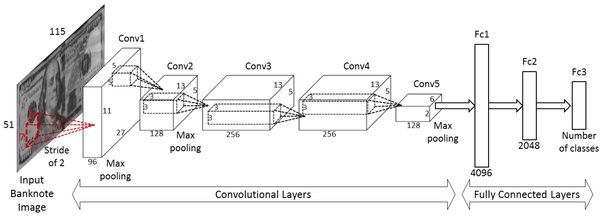 115
51
Input
Banknote
Image
Stride
of 2
Conv1
5
5
11
27
96
Max
pooling
Conv2
13
5
3
3
128
Max
pooling
Conv3
13
5
3
3
256
Conv4
13
5
3
3
256
Conv5
6
2
128
Max
pooling
Fc1
4096
Fc2
2048
Fc3
Number
of classes
Convolutional Layers
Fully Connected Layers